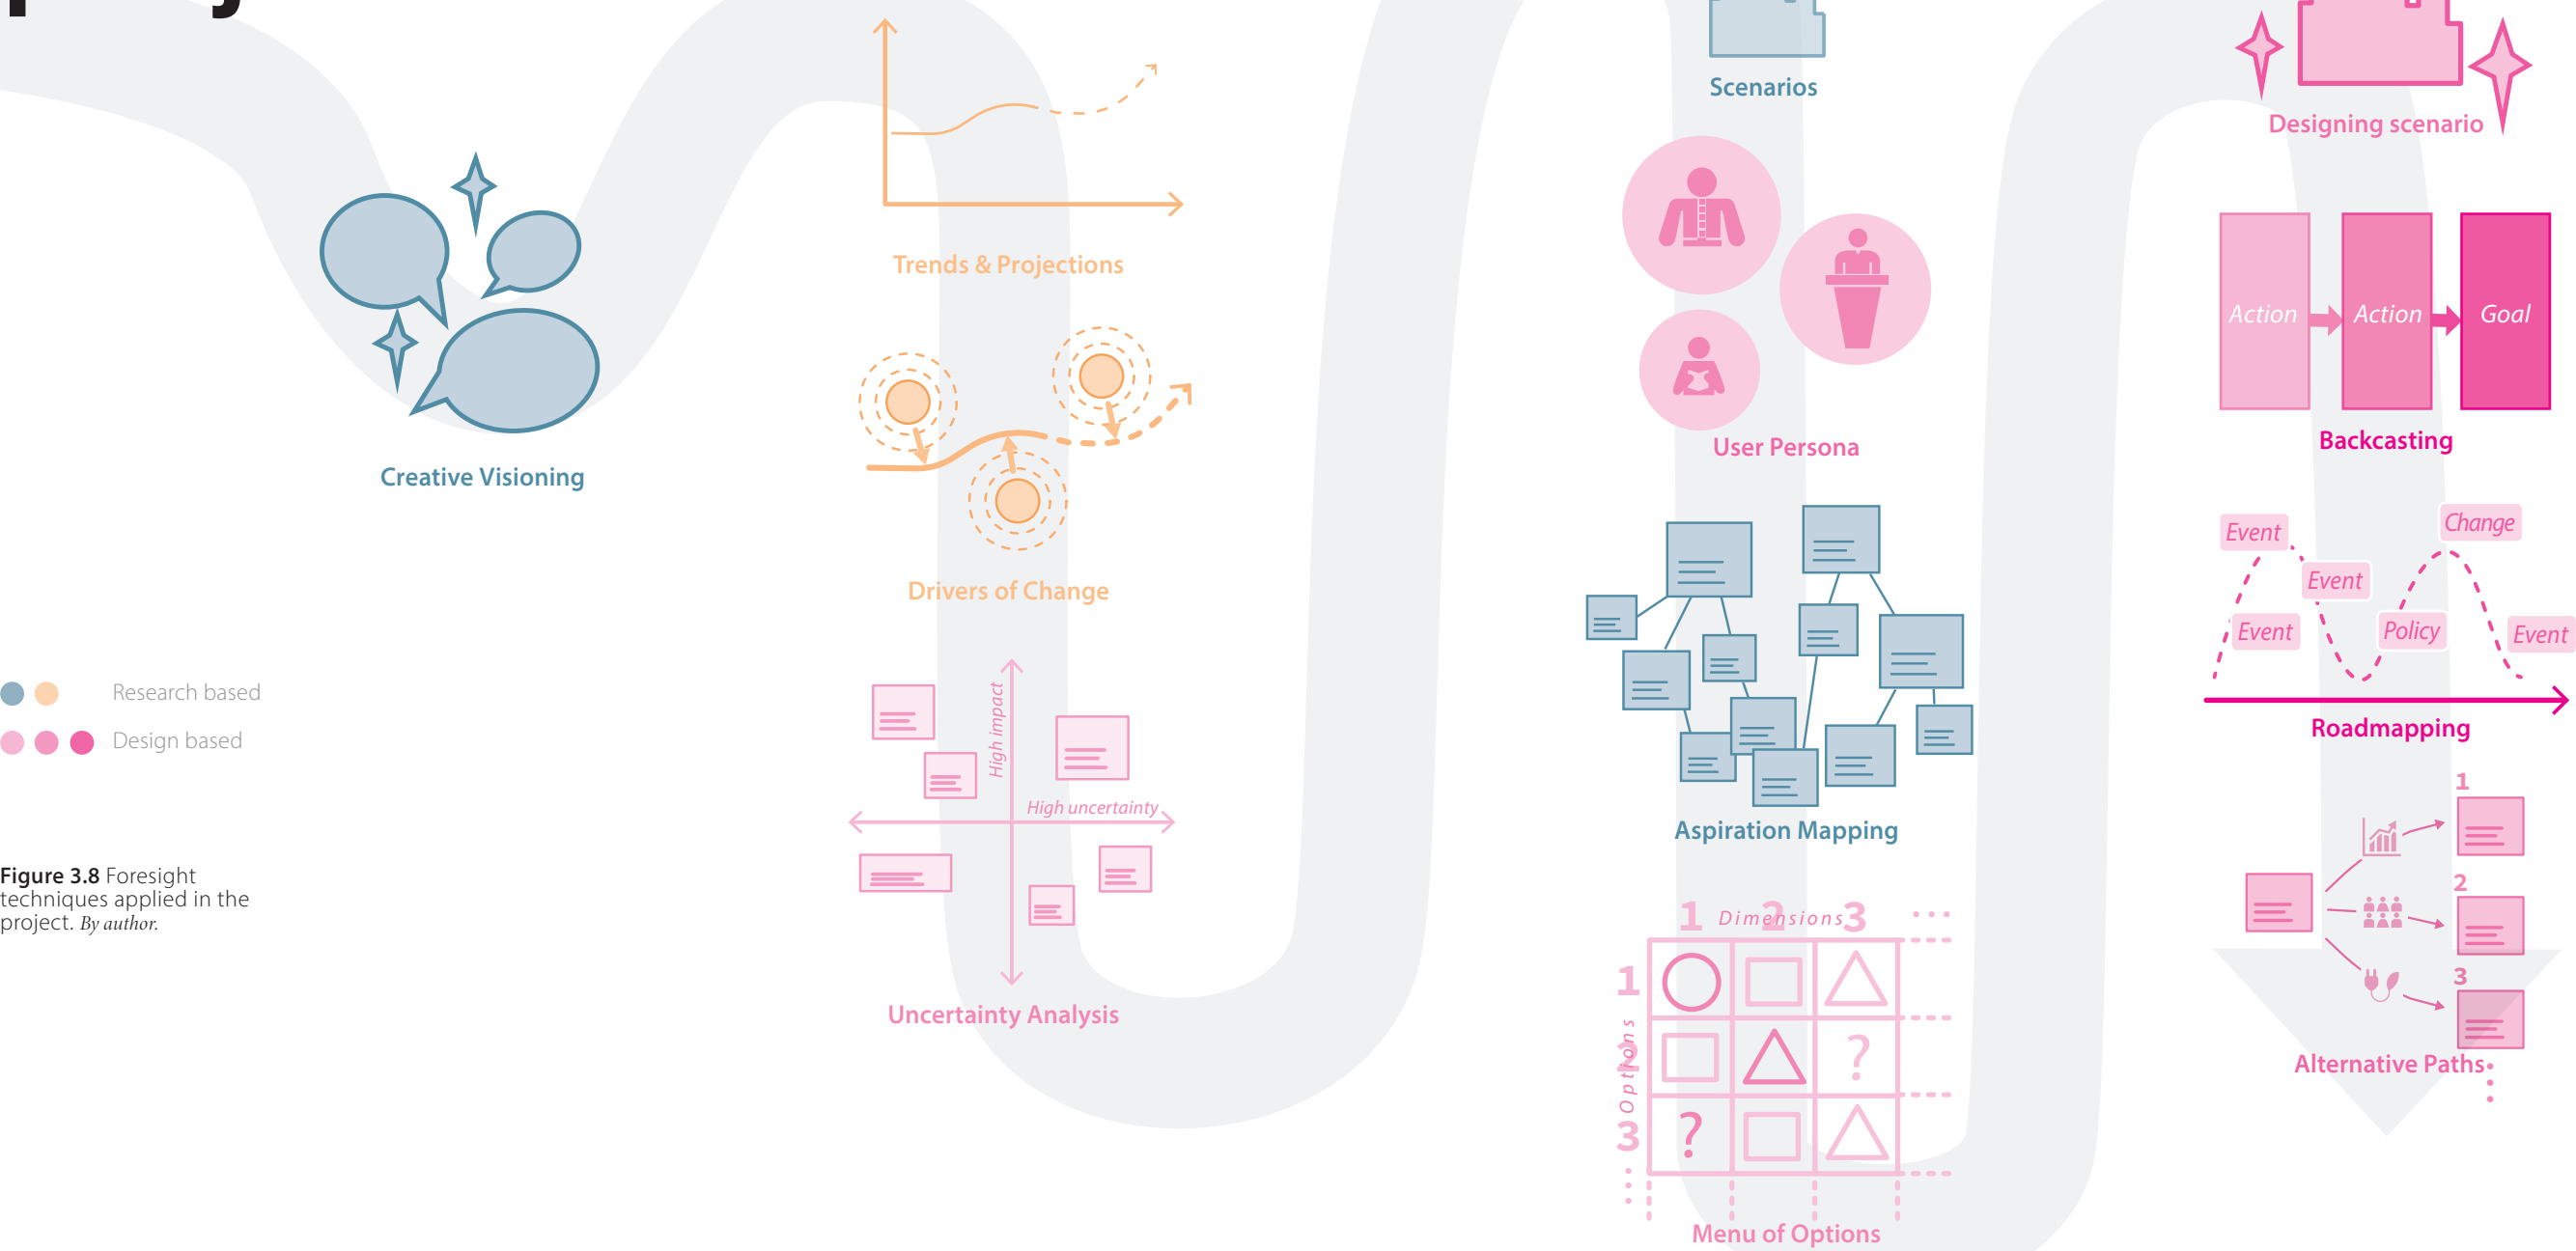 Creative Visioning
Research based
Design based
Figure 3.8 Foresight
techniques applied in the
project. By author.
Trends & Projections
Drivers of Change
High impact
High uncertainty
Uncertainty Analysis
Scenarios
User Persona
Aspiration Mapping
1 2 3
Dimensions
1
2
3
Options
?
?
Menu of Options
Designing scenario
Action
Action
Goal
Backcasting
Event
Change
Event
Event
Policy
Event
Roadmapping
1
2
3
Alternative Paths